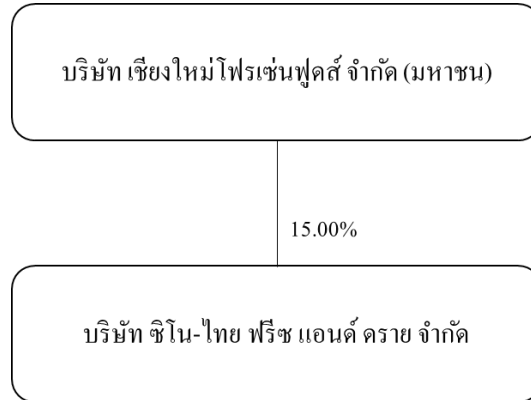 บริษัท เชียงใหม่โฟรเซ่นฟูดส์ จำกัด (มหาชน)
15.00%
บริษัท ซิโน-ไทย ฟรีซ แอนด์ ดราย จำกัด